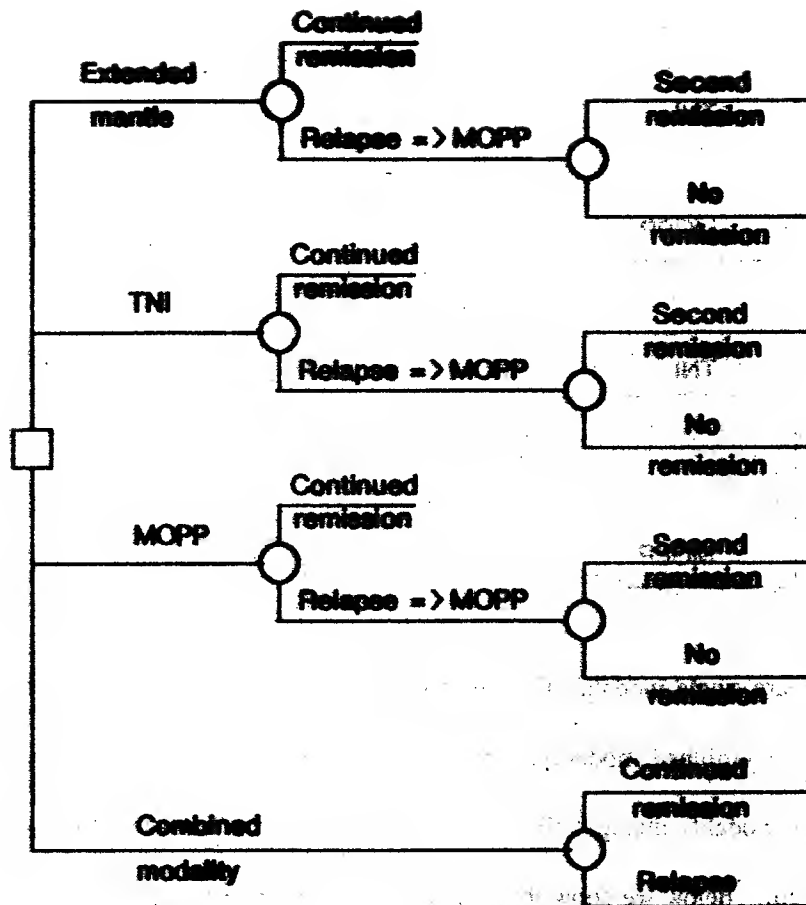 Continued
remission
Extended
mantle
Relapse => MOPP
Second
remission
No
remission
Continued
remission
TNI
Relapse => MOPP
Second
remission
TNI
No
remission
Continued
remission
MOPP
Relapse => MOPP
Second
remission
No
remission
Combined
modality
Continued
remission
Relapse